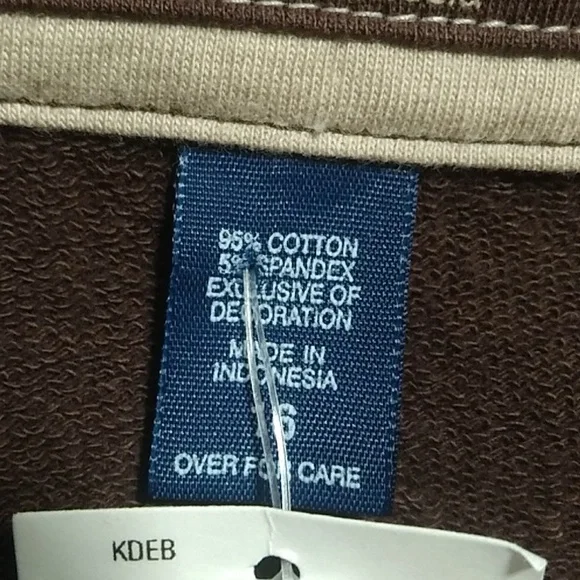 95% COTTON
5% SPANDEX
EXCLUSIVE OF
DECORATION
MADE IN
INDONESIA
OVER FOR CARE
KDEB